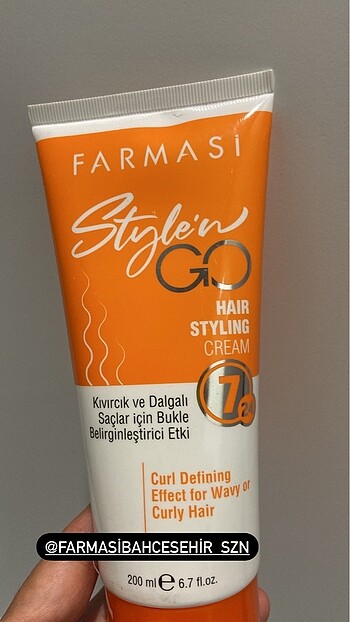 FARMASİ
Style'n
GO
HAIR
STYLING
CREAM
7/24
Kıvırcık ve Dalgalı
Saçlar için Bukle
Belirginleştirici Etki
Curl Defining
Effect for Wavy or
Curly Hair
@FARMASİBAHCESEHİR_SZN
200 ml e 6.7 fl.oz.